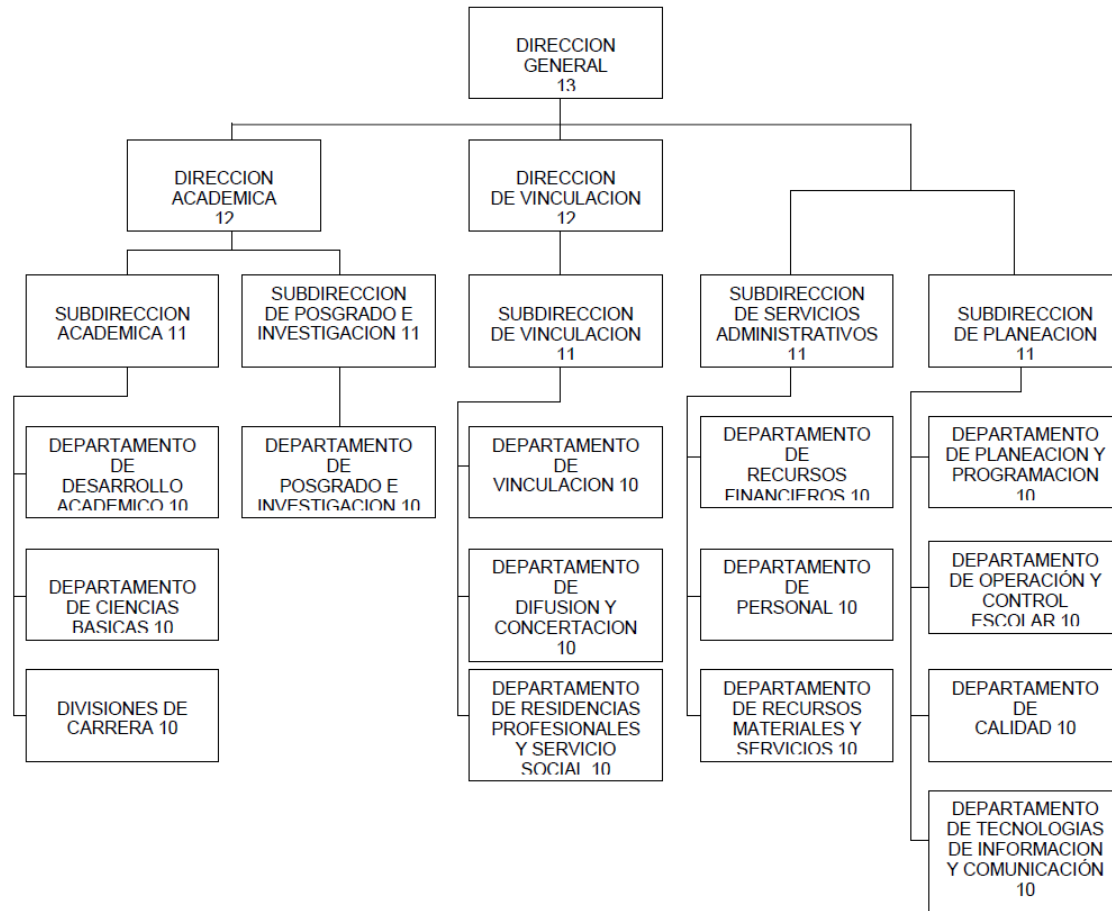 DIRECCION
GENERAL
13
DIRECCION
ACADEMICA
12
DIRECCION
DE VINCULACION
12
SUBDIRECCION
ACADEMICA 11
SUBDIRECCION
DE POSGRADO E
INVESTIGACION 11
SUBDIRECCION
DE VINCULACION
11
SUBDIRECCION
DE SERVICIOS
ADMINISTRATIVOS
11
SUBDIRECCION
DE PLANEACION
11
DEPARTAMENTO
DE
DESARROLLO
ACADEMICO 10
DEPARTAMENTO
DE
POSGRADO E
INVESTIGACION 10
DEPARTAMENTO
DE
VINCULACION 10
DEPARTAMENTO
DE
RECURSOS
FINANCIEROS 10
DEPARTAMENTO
DE PLANEACION Y
PROGRAMACION
10
DEPARTAMENTO
DE CIENCIAS
BASICAS 10
DEPARTAMENTO
DE
DIFUSION Y
CONCERTACION
10
DEPARTAMENTO
DE
PERSONAL 10
DEPARTAMENTO
DE OPERACIÓN Y
CONTROL
ESCOLAR 10
DIVISIONES DE
CARRERA 10
DEPARTAMENTO
DE RESIDENCIAS
PROFESIONALES
Y SERVICIO
SOCIAL 10
DEPARTAMENTO
DE RECURSOS
MATERIALES Y
SERVICIOS 10
DEPARTAMENTO
DE
CALIDAD 10
DEPARTAMENTO
DE TECNOLOGIAS
DE INFORMACION
Y COMUNICACIÓN
10